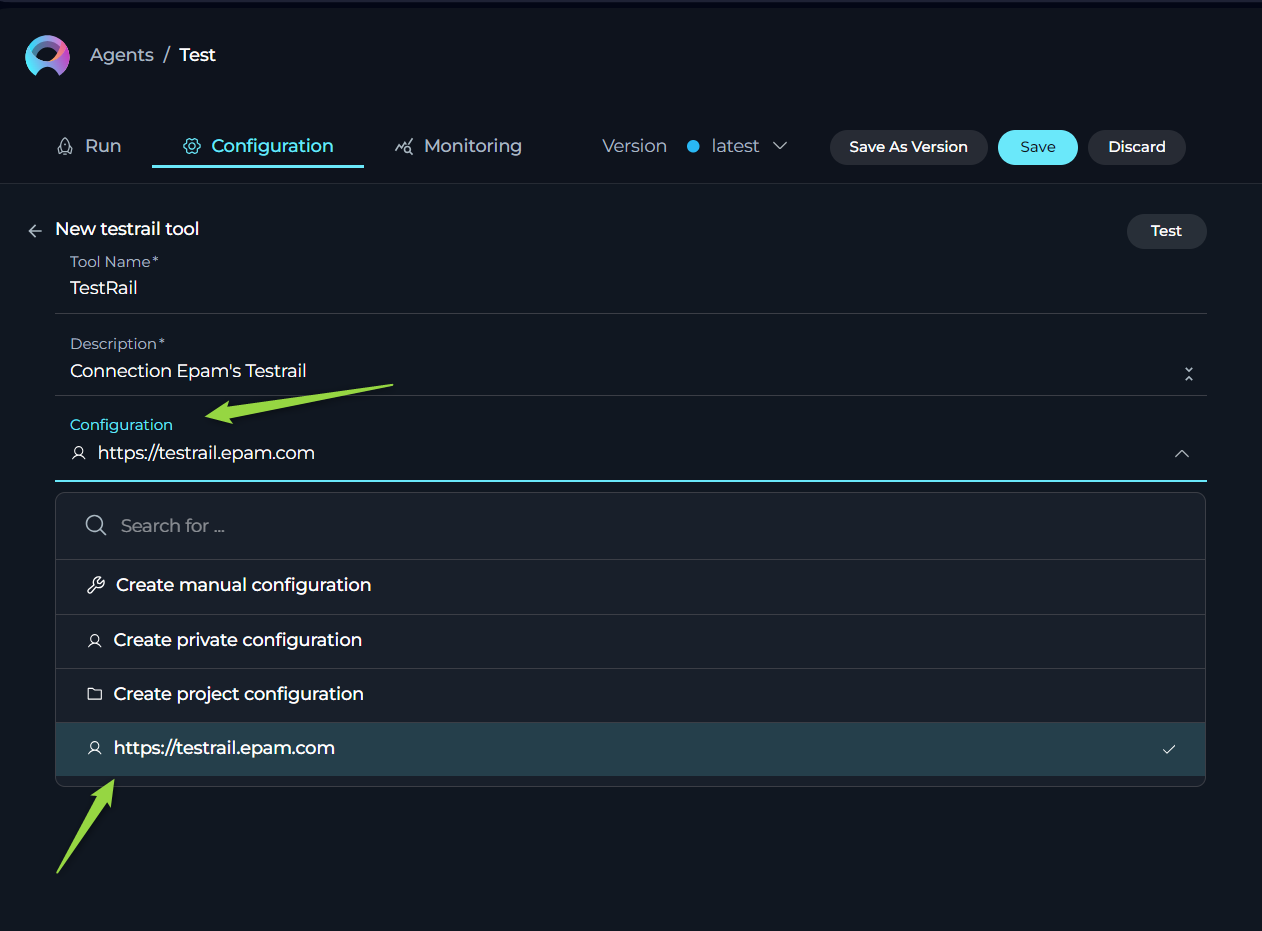 Agents / Test
Run Configuration Monitoring Version latest Save As Version Save Discard
New testrail tool Test
Tool Name*
TestRail
Description*
Connection Epam's Testrail
Configuration
https://testrail.epam.com
Search for ...
Create manual configuration
Create private configuration
Create project configuration
https://testrail.epam.com